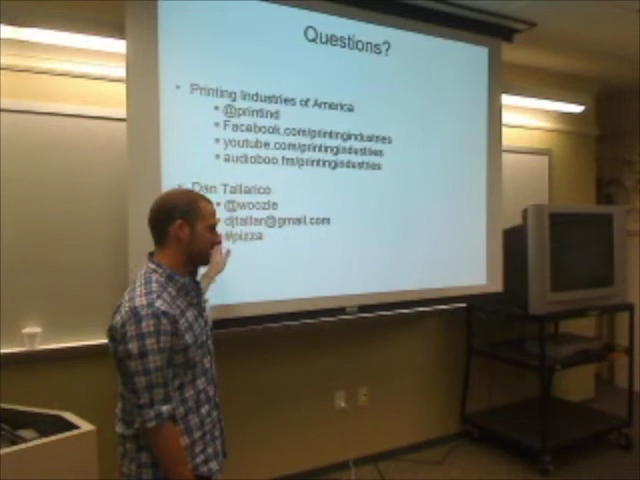 Questions?
Printing Industries of America
@printind
Facebook.com/printingindustries
youtube.com/printingindustries
audioboo.fm/printingindustries
Dan Tallarico
@woozle
djtallar@gmail.com
#pizza